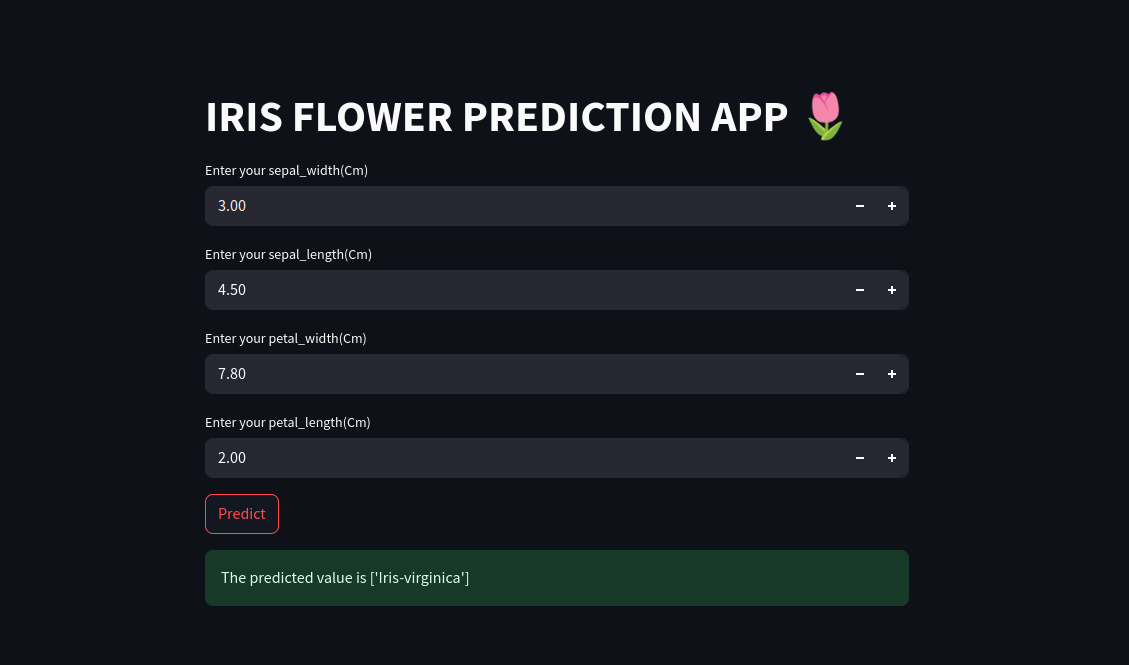 IRIS FLOWER PREDICTION APP 🌷
Enter your sepal_width(Cm)
3.00
Enter your sepal_length(Cm)
4.50
Enter your petal_width(Cm)
7.80
Enter your petal_length(Cm)
2.00
Predict
The predicted value is ['Iris-virginica']